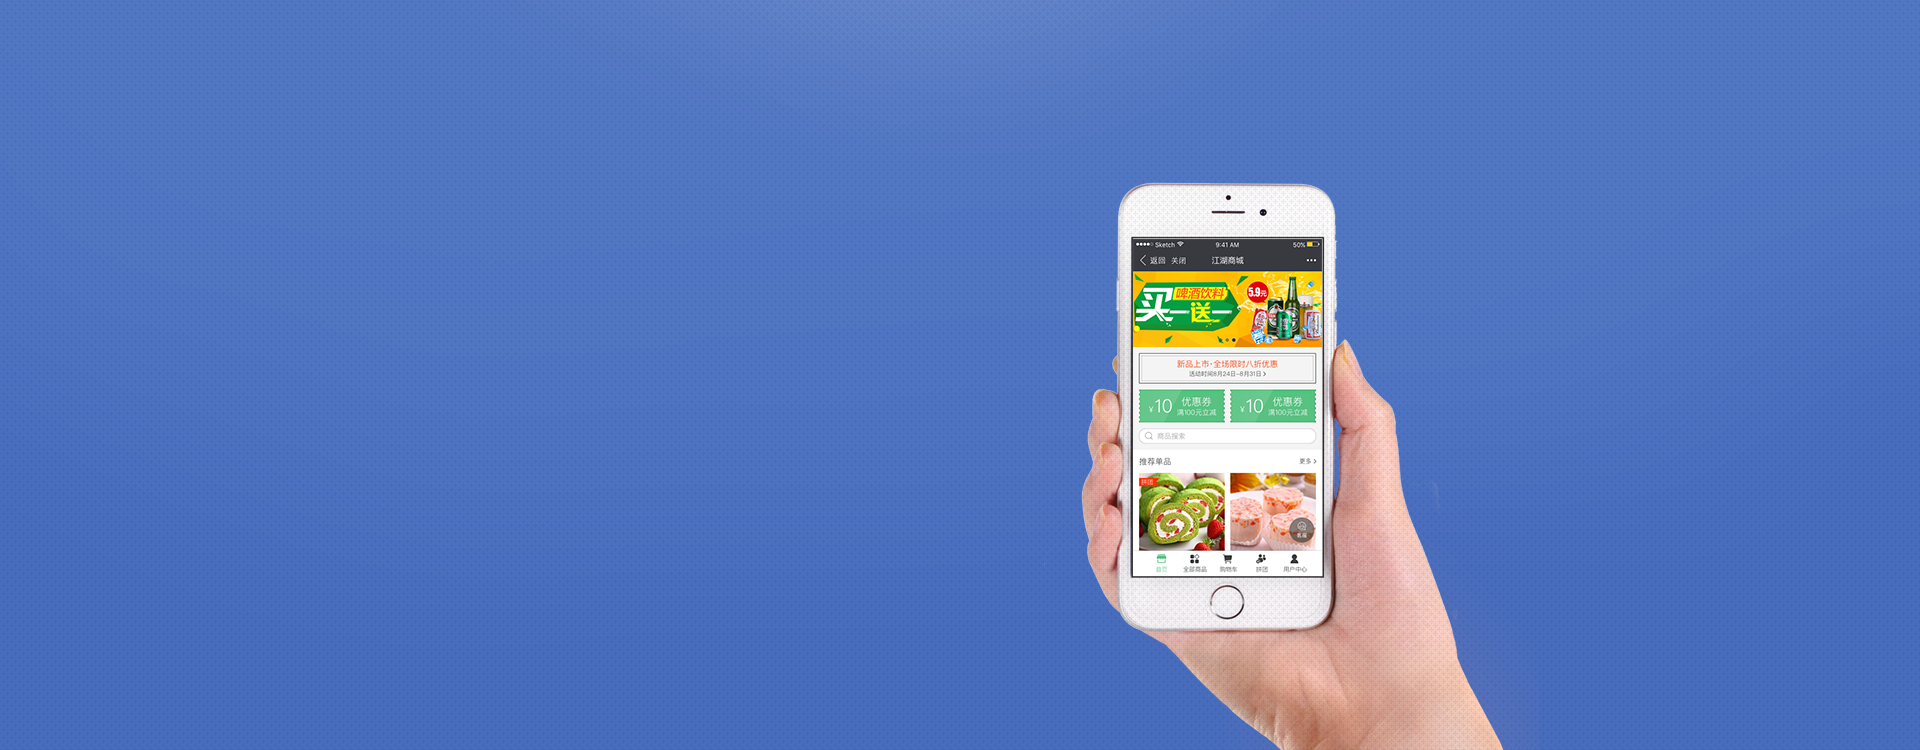 Sketch 9:41 AM 50%
返回 关闭 江湖商城
啤酒饮料
买一送一
5.9元
新品上市·全场限时八折优惠
活动时间8月24日-8月31日
¥10 优惠券 满100元立减
¥10 优惠券 满100元立减
商品搜索
推荐单品 更多
拼团
客服
首页 全部商品 购物车 拼团 用户中心